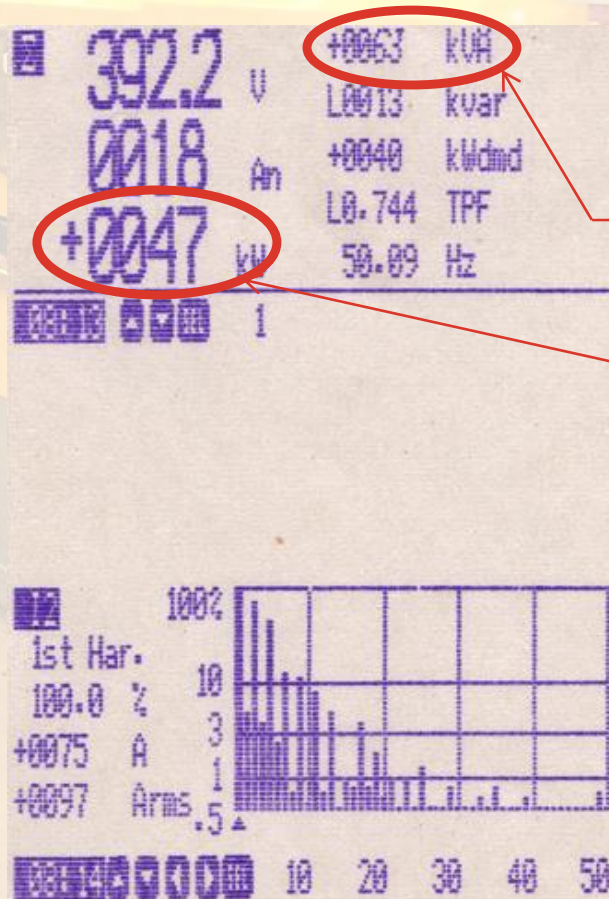 392.2 V
0018 An
+0047 kW
+0063 kVA
L0013 kvar
+0040 kWdmd
L0.744 TPF
50.09 Hz
1
100%
10
3
1
.5
1st Har.
100.0 %
+0075 A
+0097 Arms
10 20 30 40 50